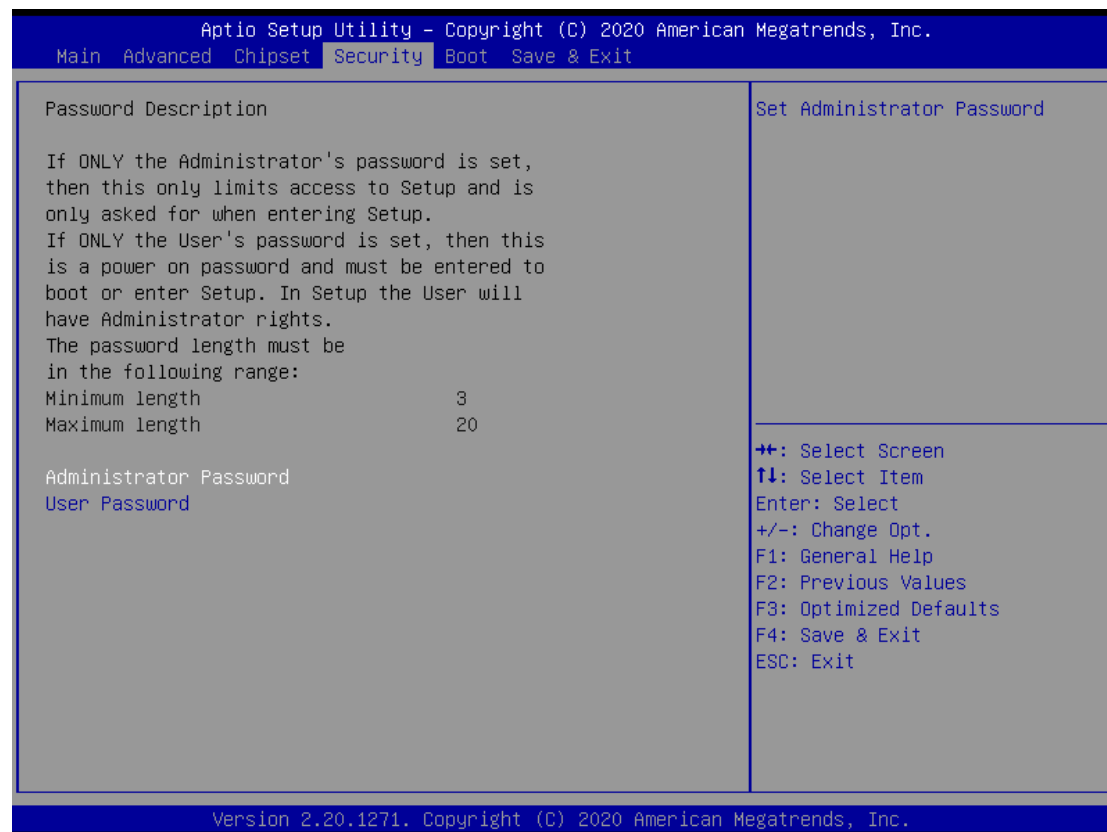 Aptio Setup Utility – Copyright (C) 2020 American Megatrends, Inc.
Main Advanced Chipset Security Boot Save & Exit
Password Description
If ONLY the Administrator's password is set,
then this only limits access to Setup and is
only asked for when entering Setup.
If ONLY the User's password is set, then this
is a power on password and must be entered to
boot or enter Setup. In Setup the User will
have Administrator rights.
The password length must be
in the following range:
Minimum length 3
Maximum length 20
Administrator Password
User Password
Set Administrator Password
→←: Select Screen
↑↓: Select Item
Enter: Select
+/-: Change Opt.
F1: General Help
F2: Previous Values
F3: Optimized Defaults
F4: Save & Exit
ESC: Exit
Version 2.20.1271. Copyright (C) 2020 American Megatrends, Inc.